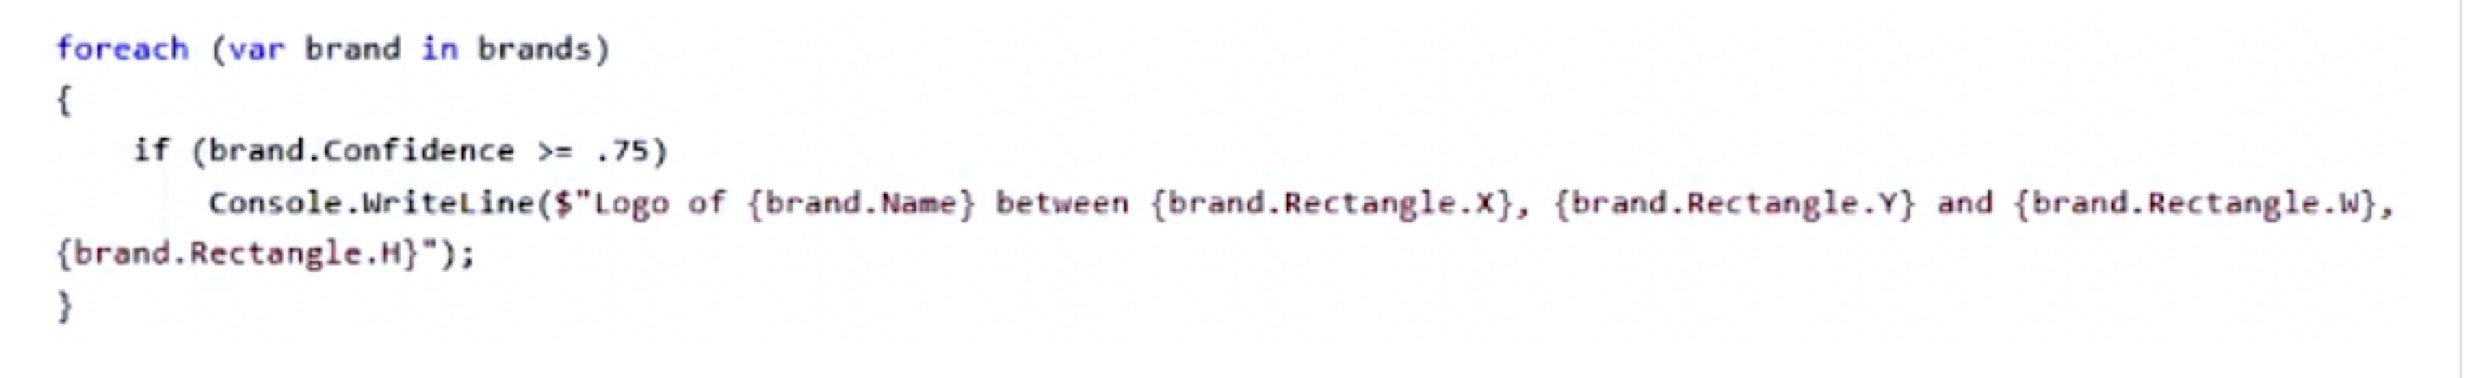 foreach (var brand in brands)
{
    if (brand.Confidence >= .75)
        Console.WriteLine($"Logo of {brand.Name} between {brand.Rectangle.X}, {brand.Rectangle.Y} and {brand.Rectangle.W},
{brand.Rectangle.H}");
}